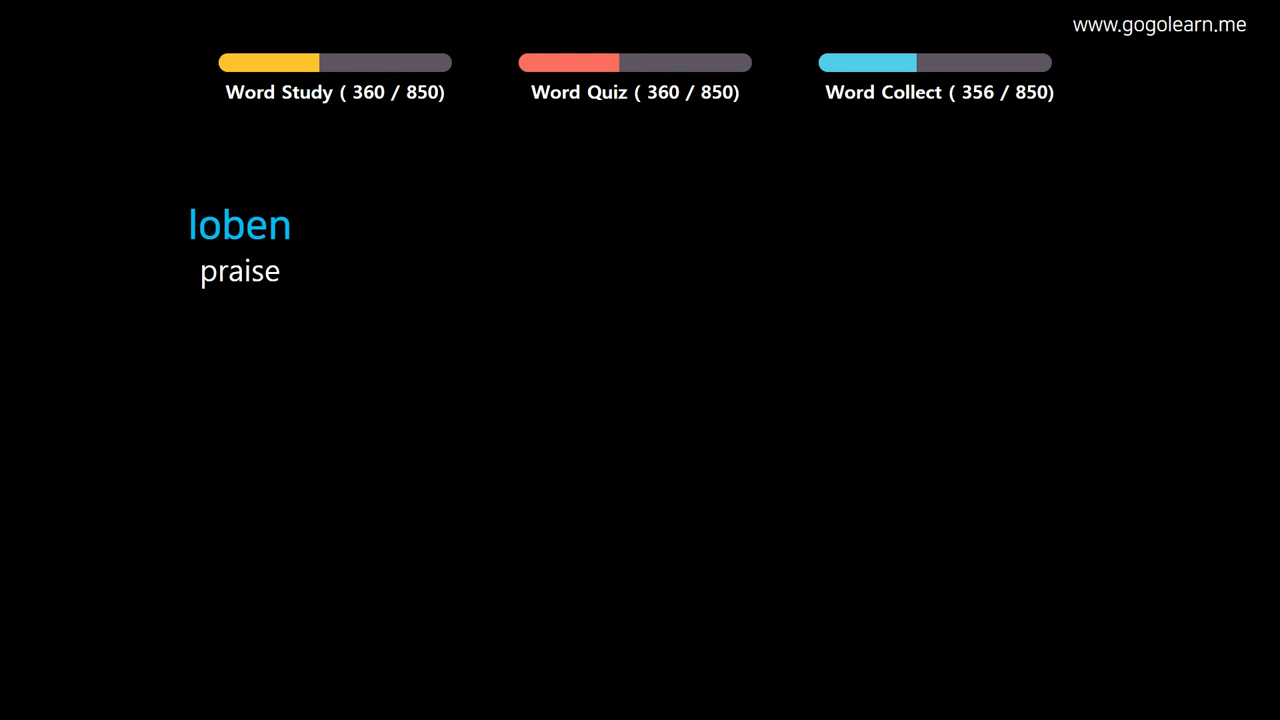 www.gogolearn.me
Word Study ( 360 / 850)
Word Quiz ( 360 / 850)
Word Collect ( 356 / 850)
loben
praise